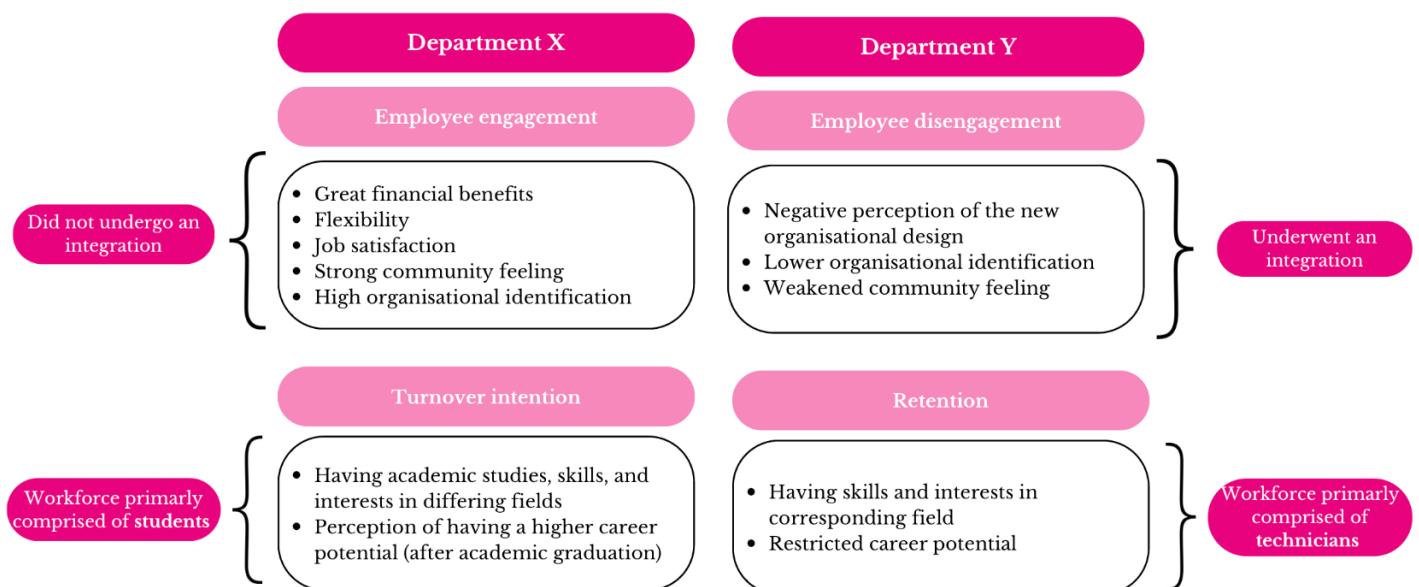 Department X
Department Y
Employee engagement
Employee disengagement
Did not undergo an
integration
• Great financial benefits
• Flexibility
• Job satisfaction
• Strong community feeling
• High organisational identification
• Negative perception of the new
organisational design
• Lower organisational identification
• Weakened community feeling
Underwent an
integration
Turnover intention
Retention
Workforce primarly
comprised of students
• Having academic studies, skills, and
interests in differing fields
• Perception of having a higher career
potential (after academic graduation)
• Having skills and interests in
corresponding field
• Restricted career potential
Workforce primarly
comprised of
technicians